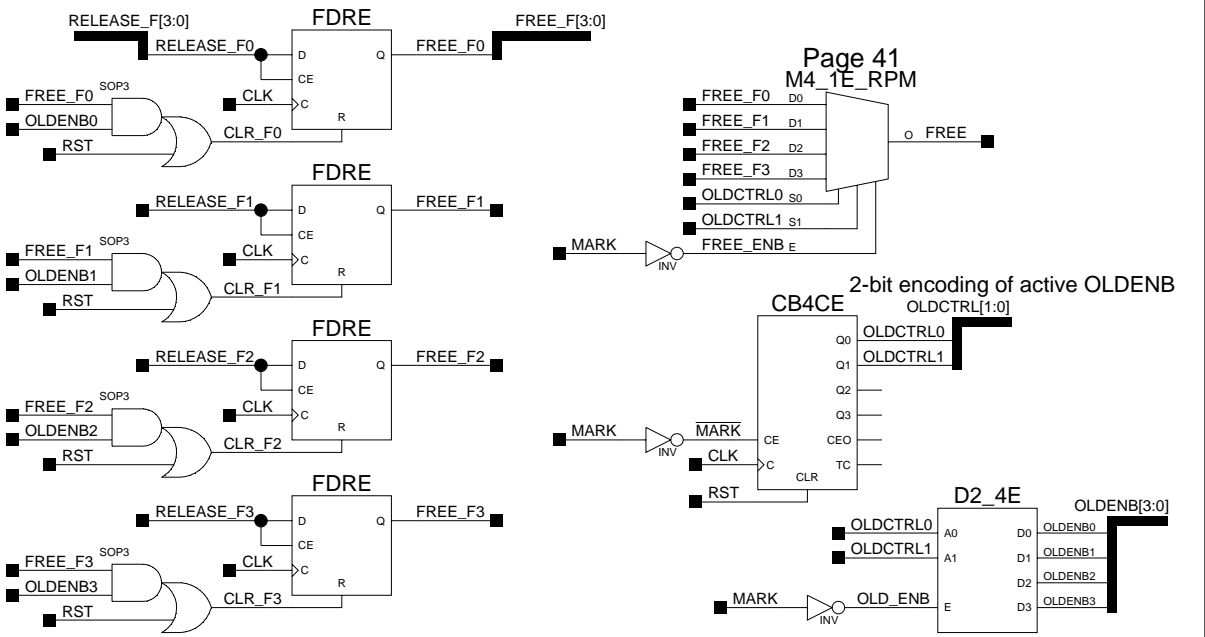 RELEASE_F[3:0]
FDRE
FREE_F[3:0]
RELEASE_F0
D
Q
FREE_F0
CE
SOP3
FREE_F0
CLK
C
OLDENB0
R
RST
CLR_F0
FDRE
RELEASE_F1
D
Q
FREE_F1
CE
SOP3
FREE_F1
CLK
C
OLDENB1
R
RST
CLR_F1
FDRE
RELEASE_F2
D
Q
FREE_F2
CE
SOP3
FREE_F2
CLK
C
OLDENB2
R
RST
CLR_F2
FDRE
RELEASE_F3
D
Q
FREE_F3
CE
SOP3
FREE_F3
CLK
C
OLDENB3
R
RST
CLR_F3
Page 41
M4_1E_RPM
FREE_F0 D0
FREE_F1 D1
O FREE
FREE_F2 D2
FREE_F3 D3
OLDCTRL0 S0
OLDCTRL1 S1
MARK
INV
FREE_ENB E
2-bit encoding of active OLDENB
CB4CE
OLDCTRL[1:0]
Q0
OLDCTRL0
Q1
OLDCTRL1
Q2
Q3
MARK
INV
MARK
CE
CEO
CLK
C
TC
CLR
RST
D2_4E
OLDENB[3:0]
OLDCTRL0
A0
D0
OLDENB0
OLDCTRL1
A1
D1
OLDENB1
D2
OLDENB2
MARK
INV
OLD_ENB
E
D3
OLDENB3